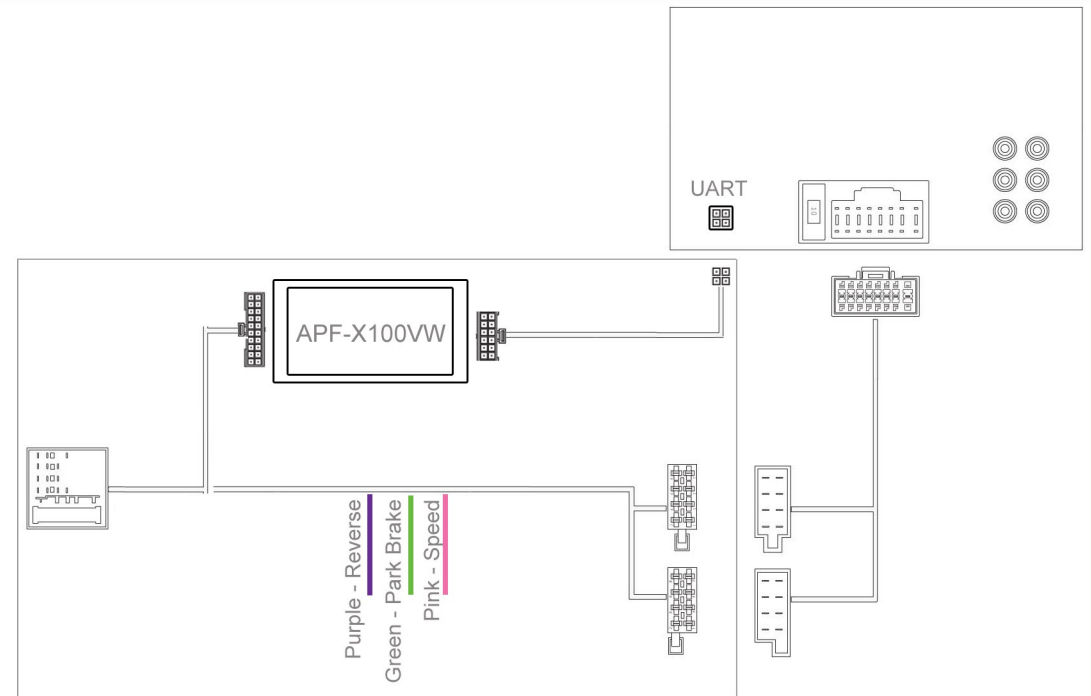 UART
APF-X100VW
Purple - Reverse
Green - Park Brake
Pink - Speed